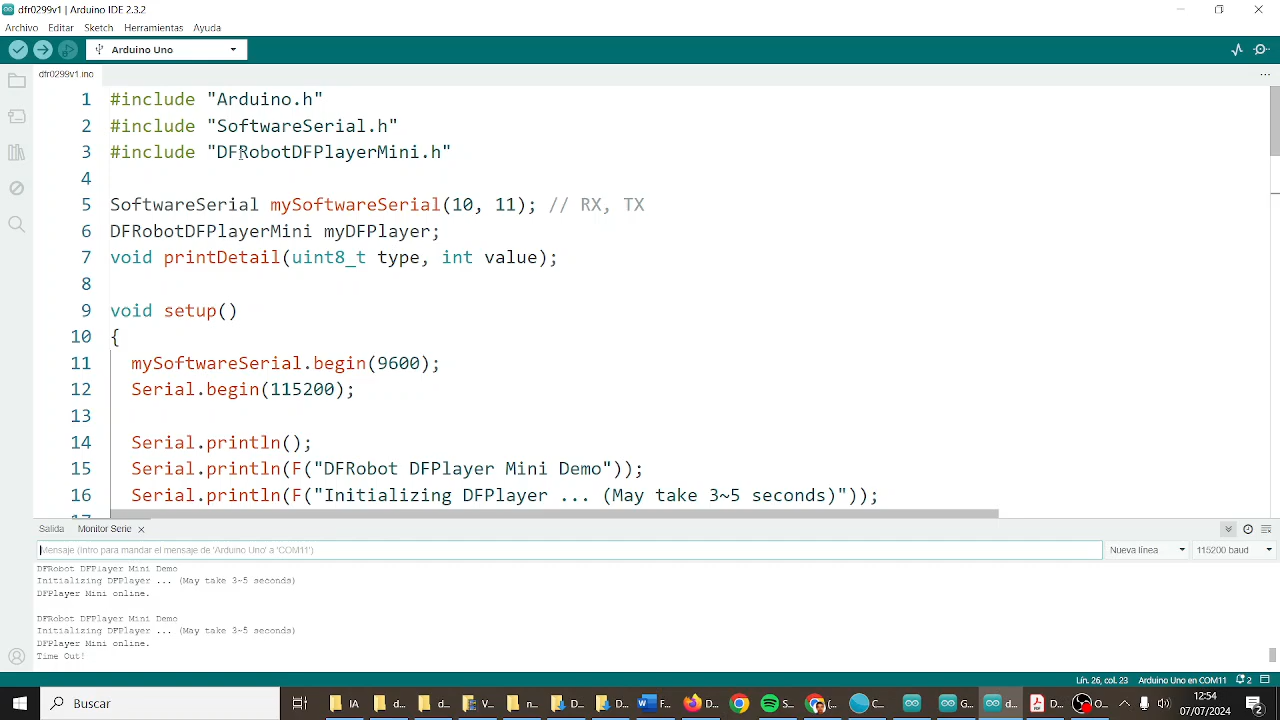 dfr0299v1 | Arduino IDE 2.3.2
Archivo Editar Sketch Herramientas Ayuda
Arduino Uno
dfr0299v1.ino
1 #include "Arduino.h"
2 #include "SoftwareSerial.h"
3 #include "DFRobotDFPlayerMini.h"
4
5 SoftwareSerial mySoftwareSerial(10, 11); // RX, TX
6 DFRobotDFPlayerMini myDFPlayer;
7 void printDetail(uint8_t type, int value);
8
9 void setup()
10 {
11 mySoftwareSerial.begin(9600);
12 Serial.begin(115200);
13
14 Serial.println();
15 Serial.println(F("DFRobot DFPlayer Mini Demo"));
16 Serial.println(F("Initializing DFPlayer ... (May take 3~5 seconds)"));
Salida Monitor Serie
Mensaje (Intro para mandar el mensaje de 'Arduino Uno' a 'COM11')
Nueva línea
115200 baud
DFRobot DFPlayer Mini Demo
Initializing DFPlayer ... (May take 3~5 seconds)
DFPlayer Mini online.
DFRobot DFPlayer Mini Demo
Initializing DFPlayer ... (May take 3~5 seconds)
DFPlayer Mini online.
Time Out!
Lín. 26, col. 23 Arduino Uno en COM11 2
Buscar
IA d... d... V... n... D... D... F... D... S... (... C... G... d... D... O...
12:54
07/07/2024
2